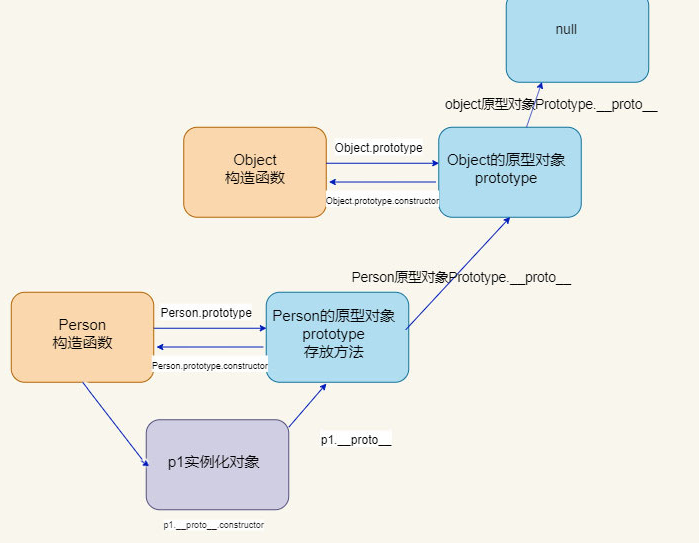 null
object原型对象Prototype.__proto__
Object.prototype
Object
构造函数
Object的原型对象
prototype
Object.prototype.constructor
Person原型对象Prototype.__proto__
Person.prototype
Person
构造函数
Person的原型对象
prototype
存放方法
Person.prototype.constructor
p1.__proto__
p1实例化对象
p1.__proto__.constructor